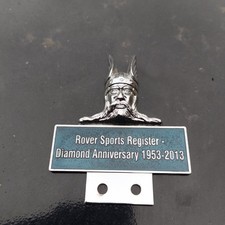 Rover Sports Register -
Diamond Anniversary 1953-2013